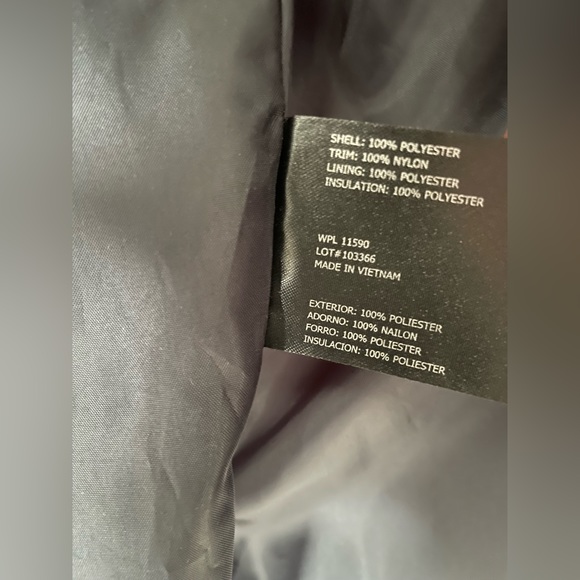 SHELL: 100% POLYESTER
TRIM: 100% NYLON
LINING: 100% POLYESTER
INSULATION: 100% POLYESTER
WPL 11590
LOT#103366
MADE IN VIETNAM
EXTERIOR: 100% POLIESTER
ADORNO: 100% NAILON
FORRO: 100% POLIESTER
INSULACION: 100% POLIESTER